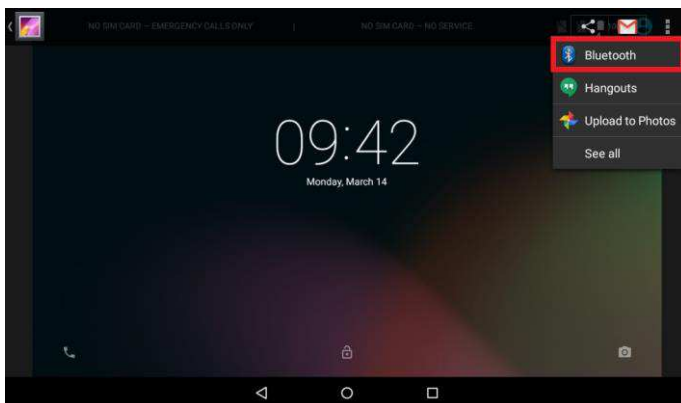 NO SIM CARD – EMERGENCY CALLS ONLY | NO SIM CARD – NO SERVICE
Bluetooth
Hangouts
Upload to Photos
See all
09:42
Monday, March 14